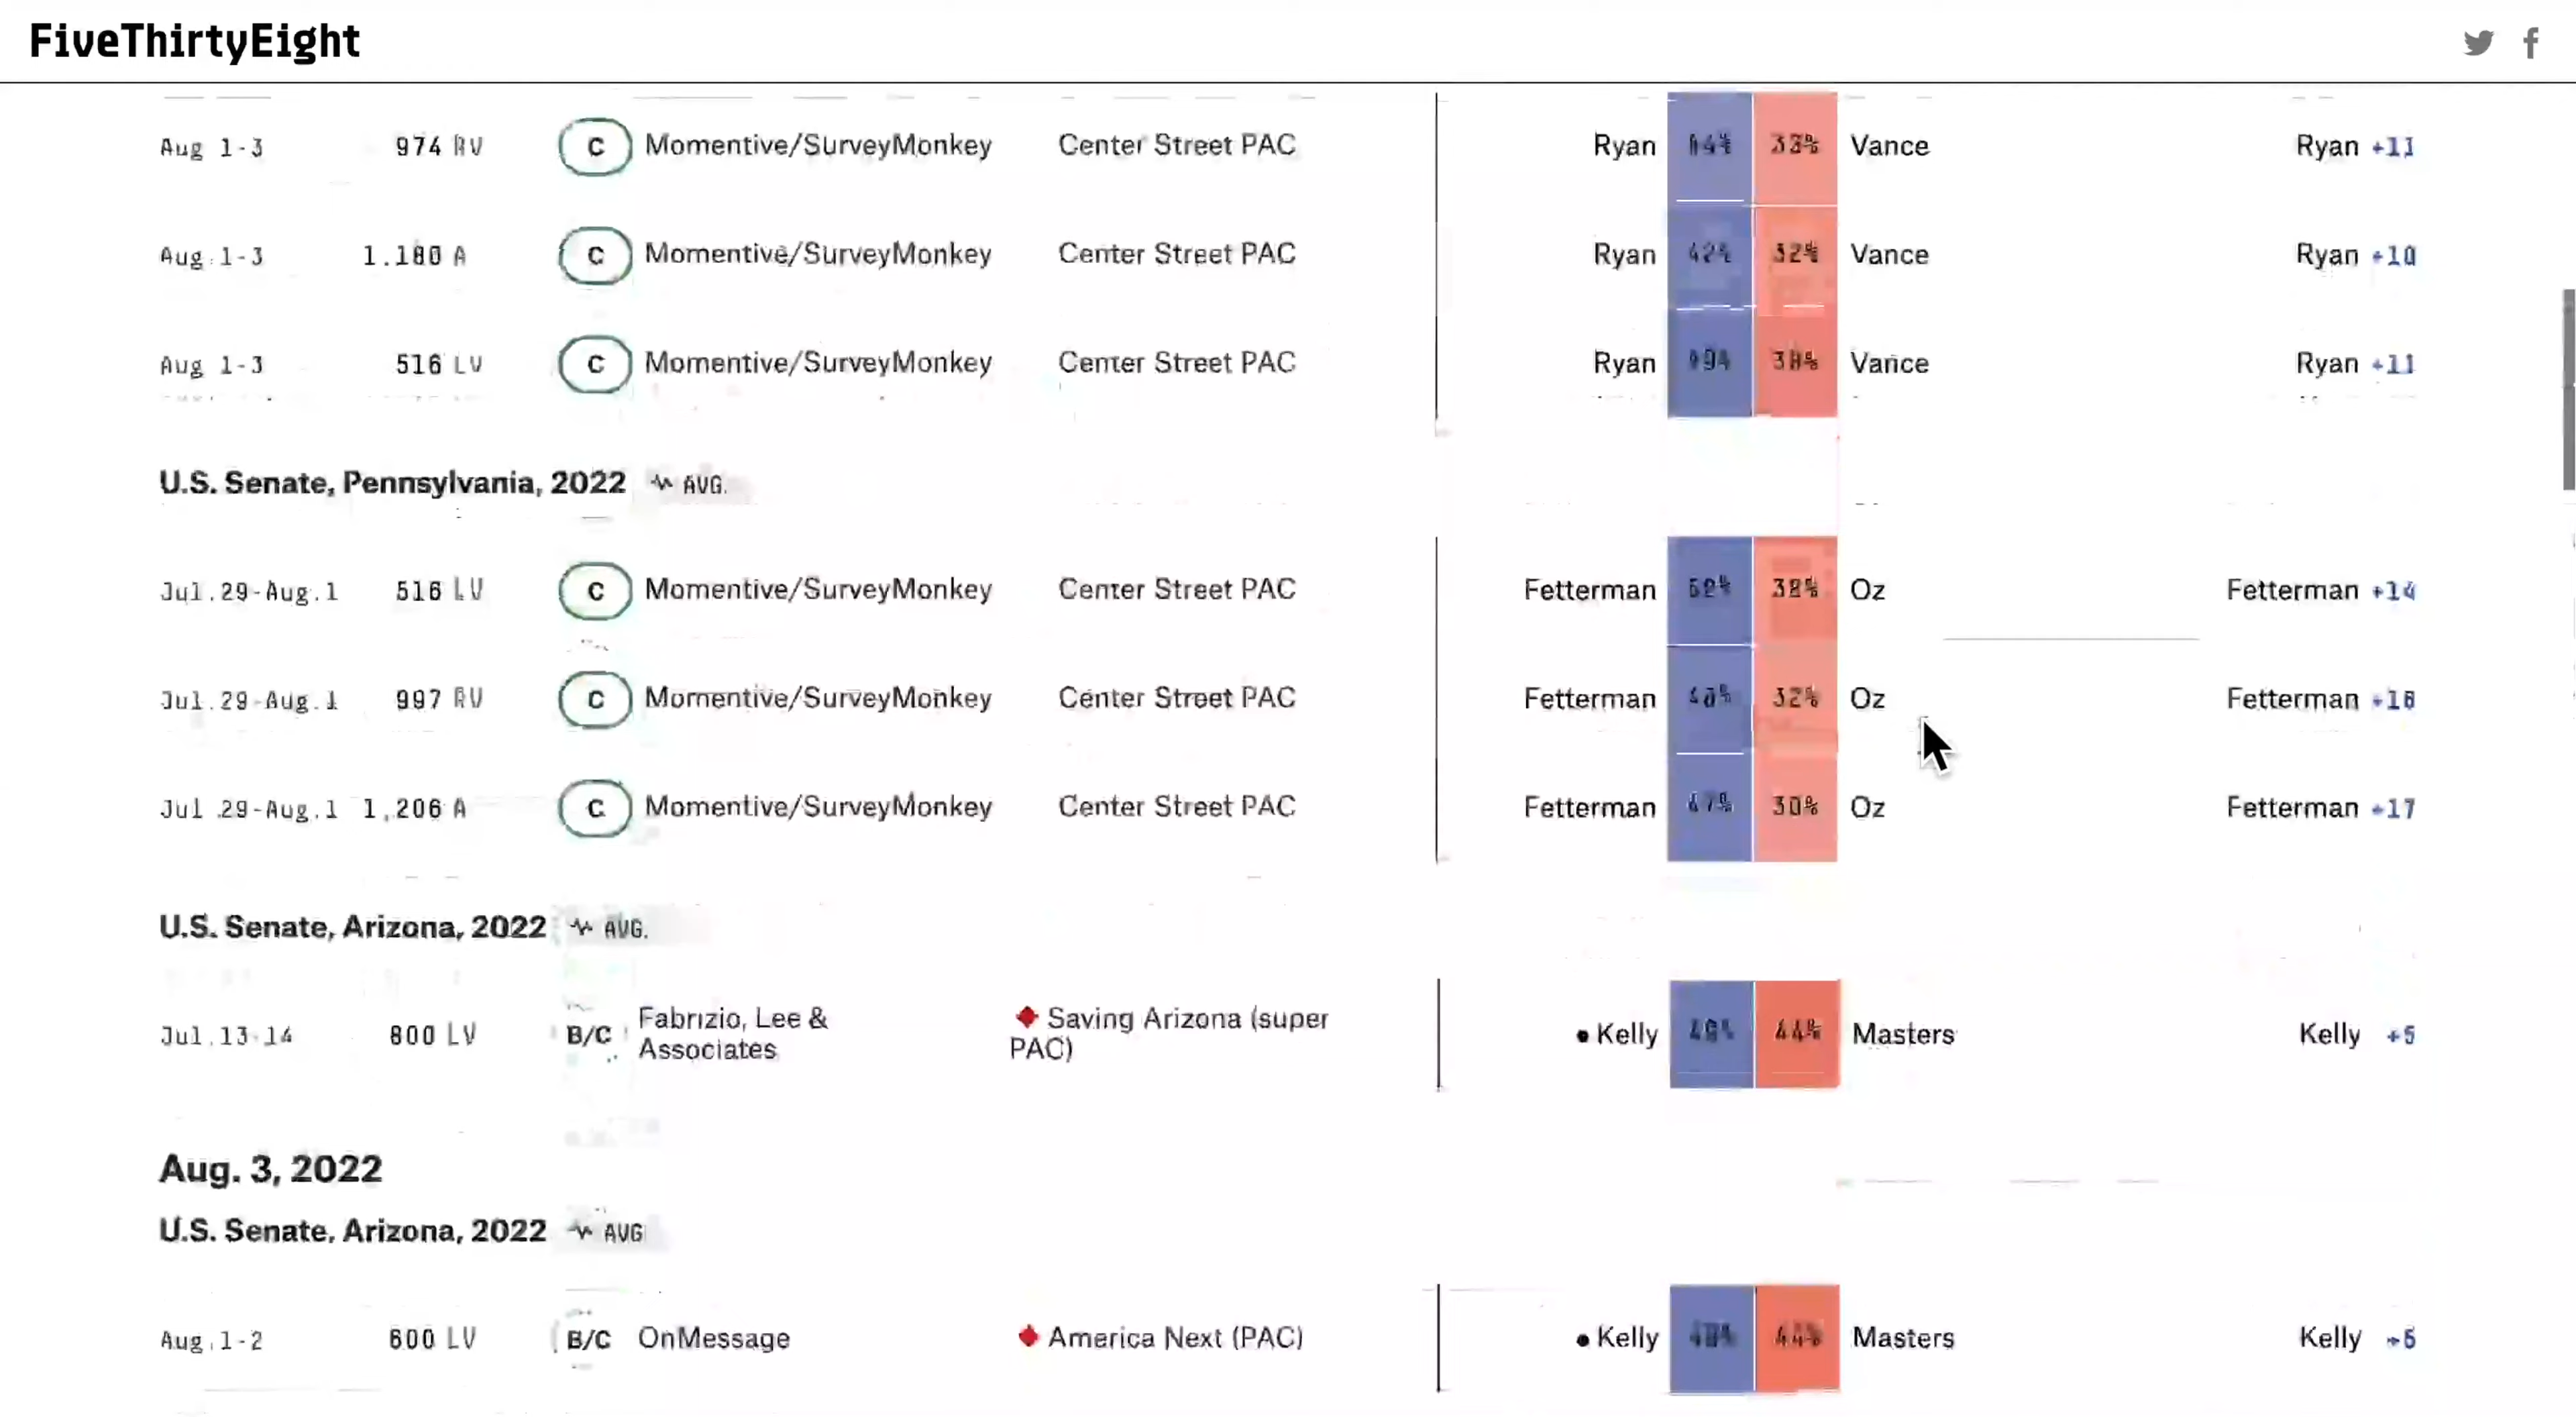 FiveThirtyEight
Aug 1-3 974 RV C Momentive/SurveyMonkey Center Street PAC Ryan 33% Vance Ryan +11
Aug 1-3 1,180 A C Momentive/SurveyMonkey Center Street PAC Ryan 42% 32% Vance Ryan +10
Aug 1-3 516 LV C Momentive/SurveyMonkey Center Street PAC Ryan 38% Vance Ryan +11
U.S. Senate, Pennsylvania, 2022 AVG.
Jul.29-Aug.1 516 LV C Momentive/SurveyMonkey Center Street PAC Fetterman 52% 38% Oz Fetterman +14
Jul.29-Aug.1 997 RV C Momentive/SurveyMonkey Center Street PAC Fetterman 32% Oz Fetterman +16
Jul.29-Aug.1 1,206 A C Momentive/SurveyMonkey Center Street PAC Fetterman 47% 30% Oz Fetterman +17
U.S. Senate, Arizona, 2022 AVG.
Jul.13-14 800 LV B/C Fabrizio, Lee & Associates Saving Arizona (super PAC) Kelly 44% Masters Kelly +5
Aug. 3, 2022
U.S. Senate, Arizona, 2022 AVG
Aug.1-2 600 LV B/C OnMessage America Next (PAC) Kelly Masters Kelly